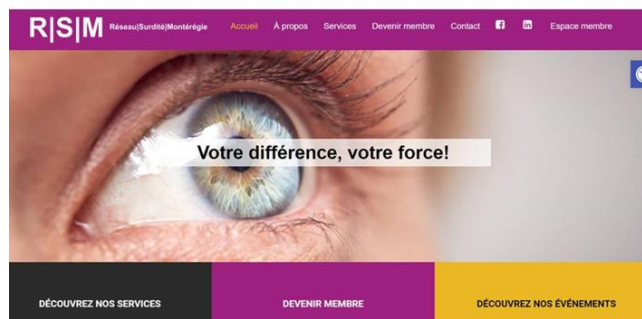 R|S|M Réseau|Surdité|Montérégie Accueil À propos Services Devenir membre Contact f in Espace membre
Votre différence, votre force!
DÉCOUVREZ NOS SERVICES DEVENIR MEMBRE DÉCOUVREZ NOS ÉVÉNEMENTS